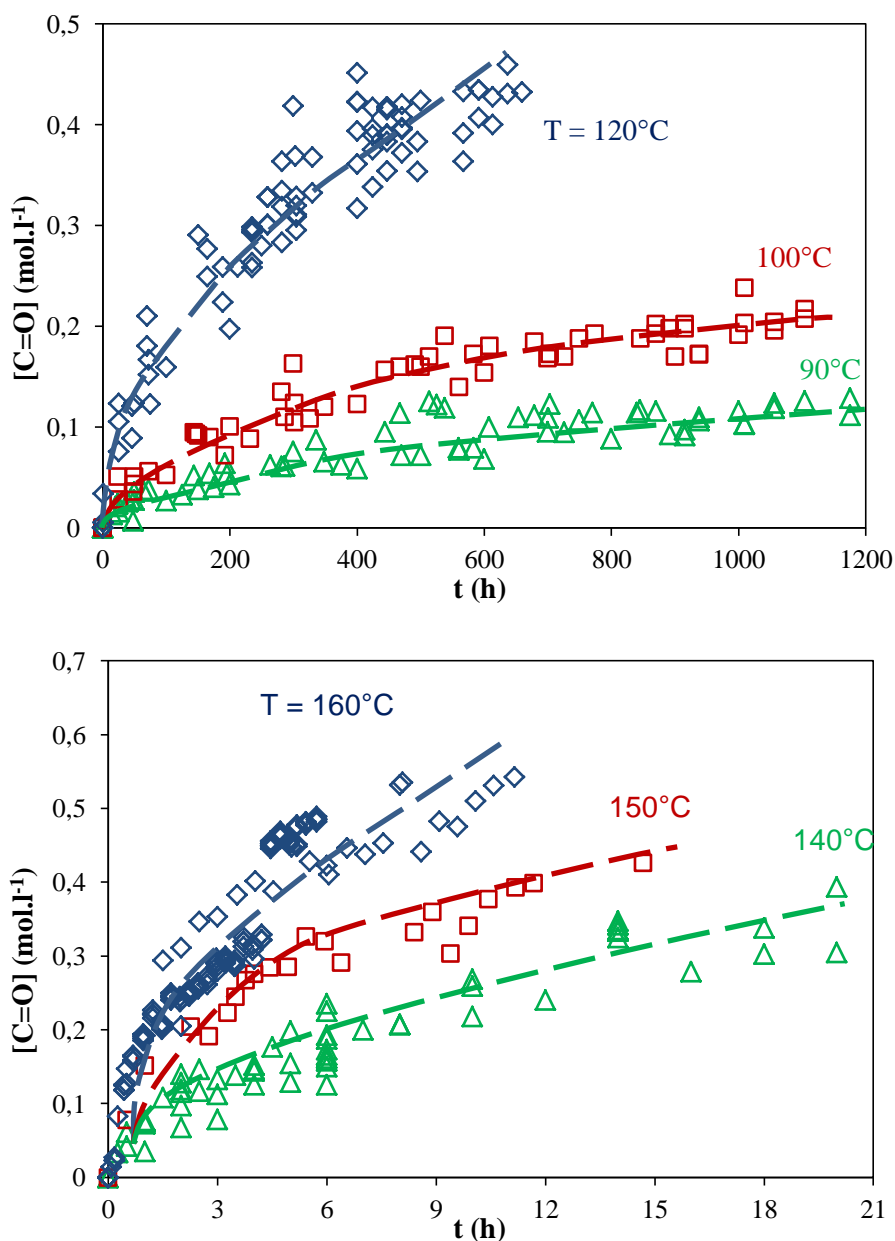 0,5
0,4
0,3
0,2
0,1
0
[C=O] (mol.l⁻¹)
T = 120°C
100°C
90°C
0 200 400 600 800 1000 1200
t (h)
0,7
0,6
0,5
0,4
0,3
0,2
0,1
0
[C=O] (mol.l⁻¹)
T = 160°C
150°C
140°C
0 3 6 9 12 15 18 21
t (h)